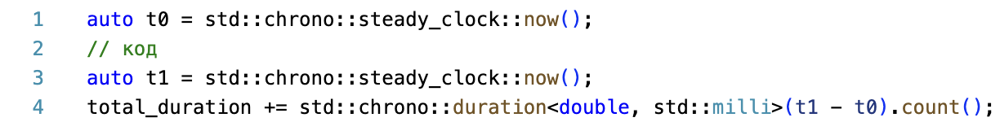 1 auto t0 = std::chrono::steady_clock::now();
2 // код
3 auto t1 = std::chrono::steady_clock::now();
4 total_duration += std::chrono::duration<double, std::milli>(t1 - t0).count();